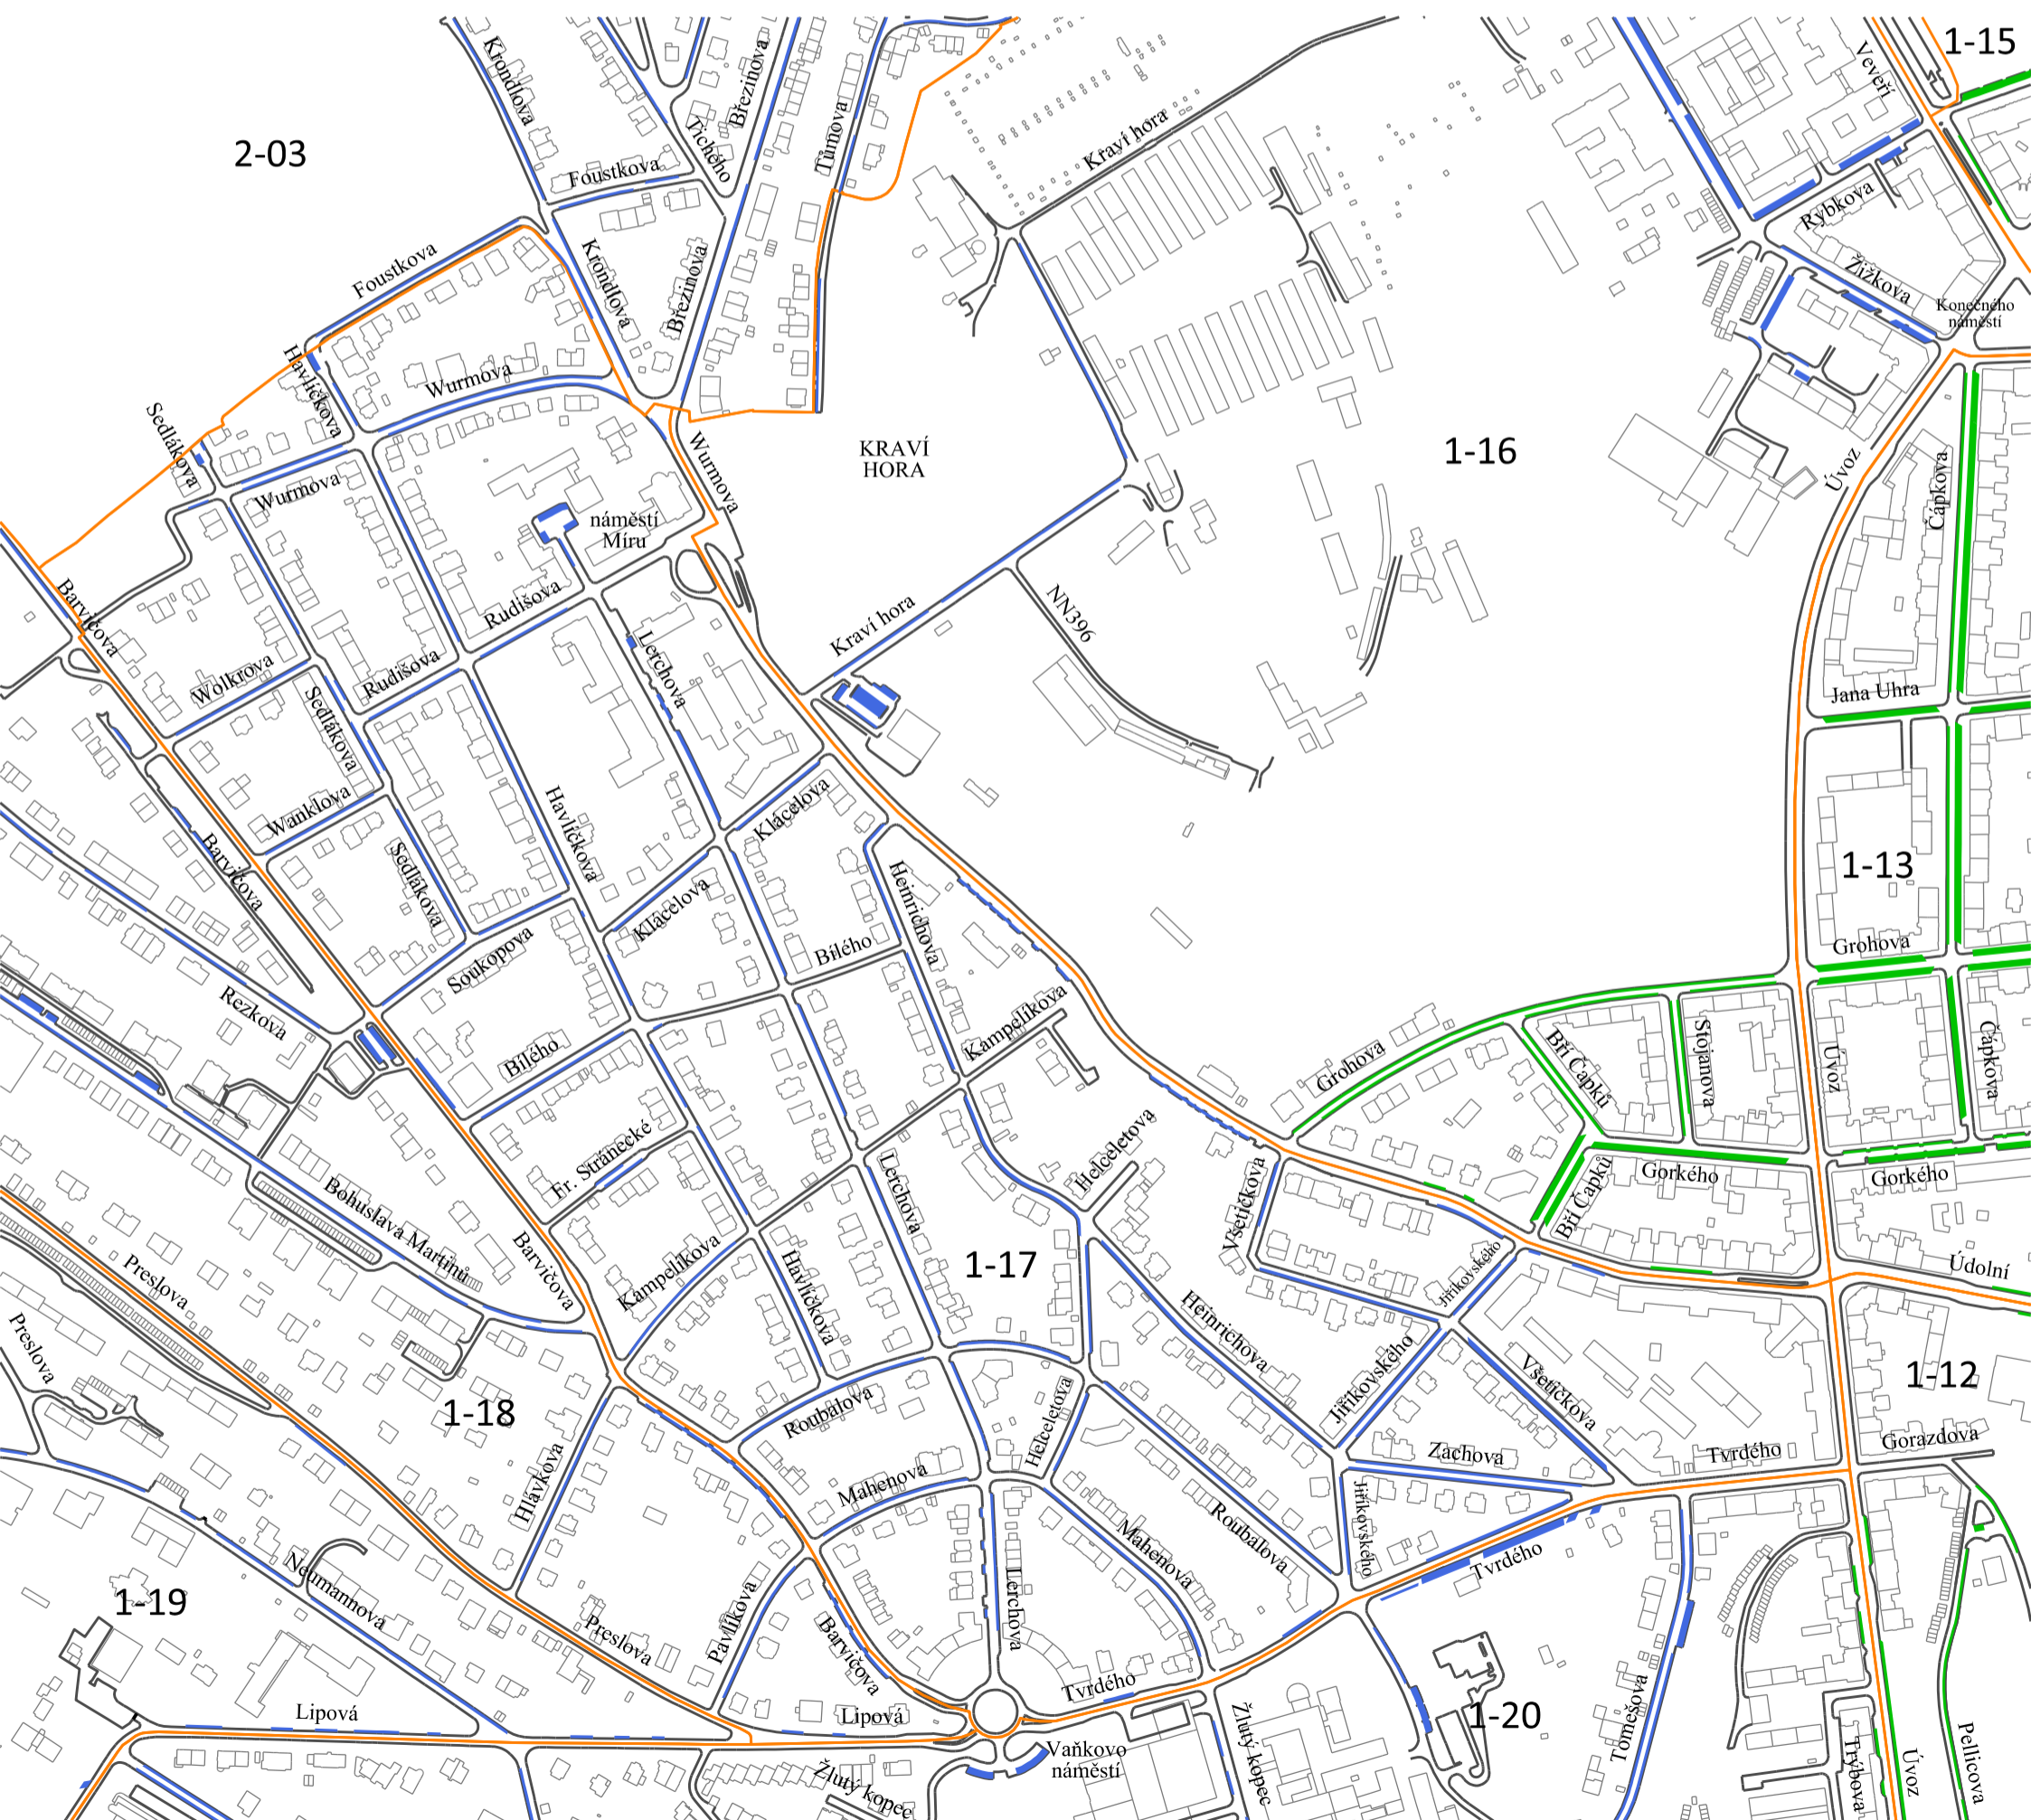 1-15
Veveří
Krondlova
Březinova
Tichého
Tůmova
Kraví hora
2-03
Foustkova
Rybkova
Foustkova
Krondlova
Březinova
Žižkova
Konečného
náměstí
Havlíčkova
Wurmova
Sedlákova
Wurmova
Wurmova
KRAVÍ
HORA
1-16
Úvoz
Čápkova
náměstí
Míru
Barvičova
Rudišova
Kraví hora
NN396
Lerchova
Wolkrova
Rudišova
Sedlákova
Jana Uhra
Wanklova
Havlíčkova
Klácelova
Barvičova
Sedlákova
Klácelova
Heinrichova
1-13
Soukopova
Bílého
Grohova
Rezkova
Kampelíkova
Bílého
Grohova
Bří Čapků
Stojanova
Úvoz
Čápkova
Fr. Stránecké
Helceletova
Lerchova
Všetičkova
Bří Čapků
Gorkého
Gorkého
Bohuslava Martinů
Barvičova
Kampelíkova
Havlíčkova
1-17
Jiříkovského
Údolní
Preslova
Preslova
Heinrichova
Jiříkovského
Všetičkova
1-12
1-18
Roubalova
Helceletova
Zachova
Tvrdého
Gorazdova
Hlávkova
Mahenova
Jiříkovského
Roubalova
Mahenova
Tvrdého
Neumannova
1-19
Lerchova
Pavlíkova
Preslova
Barvičova
Tvrdého
Lipová
Lipová
Žlutý kopec
1-20
Tomešova
Vaňkovo
náměstí
Žlutý kopec
Trýbova
Úvoz
Pellicova